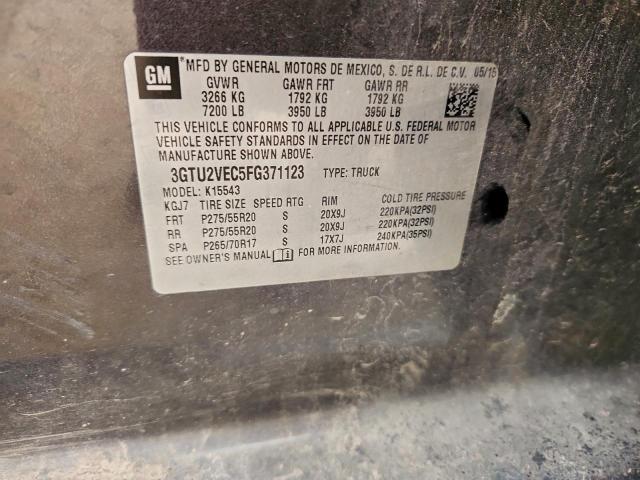 GM
MFD BY GENERAL MOTORS DE MEXICO, S. DE R.L. DE C.V. 05/15
GVWR GAWR FRT GAWR RR
3266 KG 1792 KG 1792 KG
7200 LB 3950 LB 3950 LB
THIS VEHICLE CONFORMS TO ALL APPLICABLE U.S. FEDERAL MOTOR
VEHICLE SAFETY STANDARDS IN EFFECT ON THE DATE OF
MANUFACTURE SHOWN ABOVE.
3GTU2VEC5FG371123 TYPE: TRUCK
MODEL: K15543
KGJ7 TIRE SIZE SPEED RTG RIM COLD TIRE PRESSURE
FRT P275/55R20 S 20X9J 220KPA(32PSI)
RR P275/55R20 S 20X9J 220KPA(32PSI)
SPA P265/70R17 S 17X7J 240KPA(35PSI)
SEE OWNER'S MANUAL FOR MORE INFORMATION.